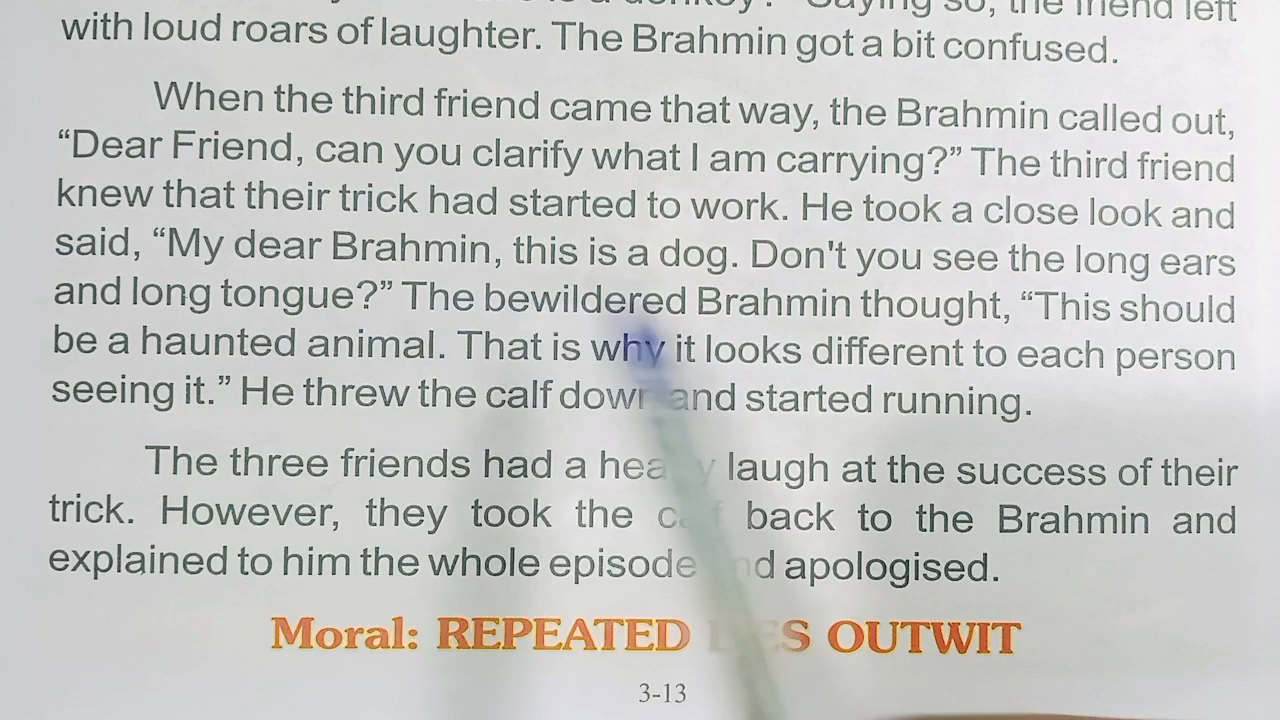 Saying so, the friend left
with loud roars of laughter. The Brahmin got a bit confused.
When the third friend came that way, the Brahmin called out,
“Dear Friend, can you clarify what I am carrying?” The third friend
knew that their trick had started to work. He took a close look and
said, “My dear Brahmin, this is a dog. Don't you see the long ears
and long tongue?” The bewildered Brahmin thought, “This should
be a haunted animal. That is why it looks different to each person
seeing it.” He threw the calf down and started running.
The three friends had a laugh at the success of their
trick. However, they took the back to the Brahmin and
explained to him the whole episode apologised.
Moral: REPEATED OUTWIT
3-13